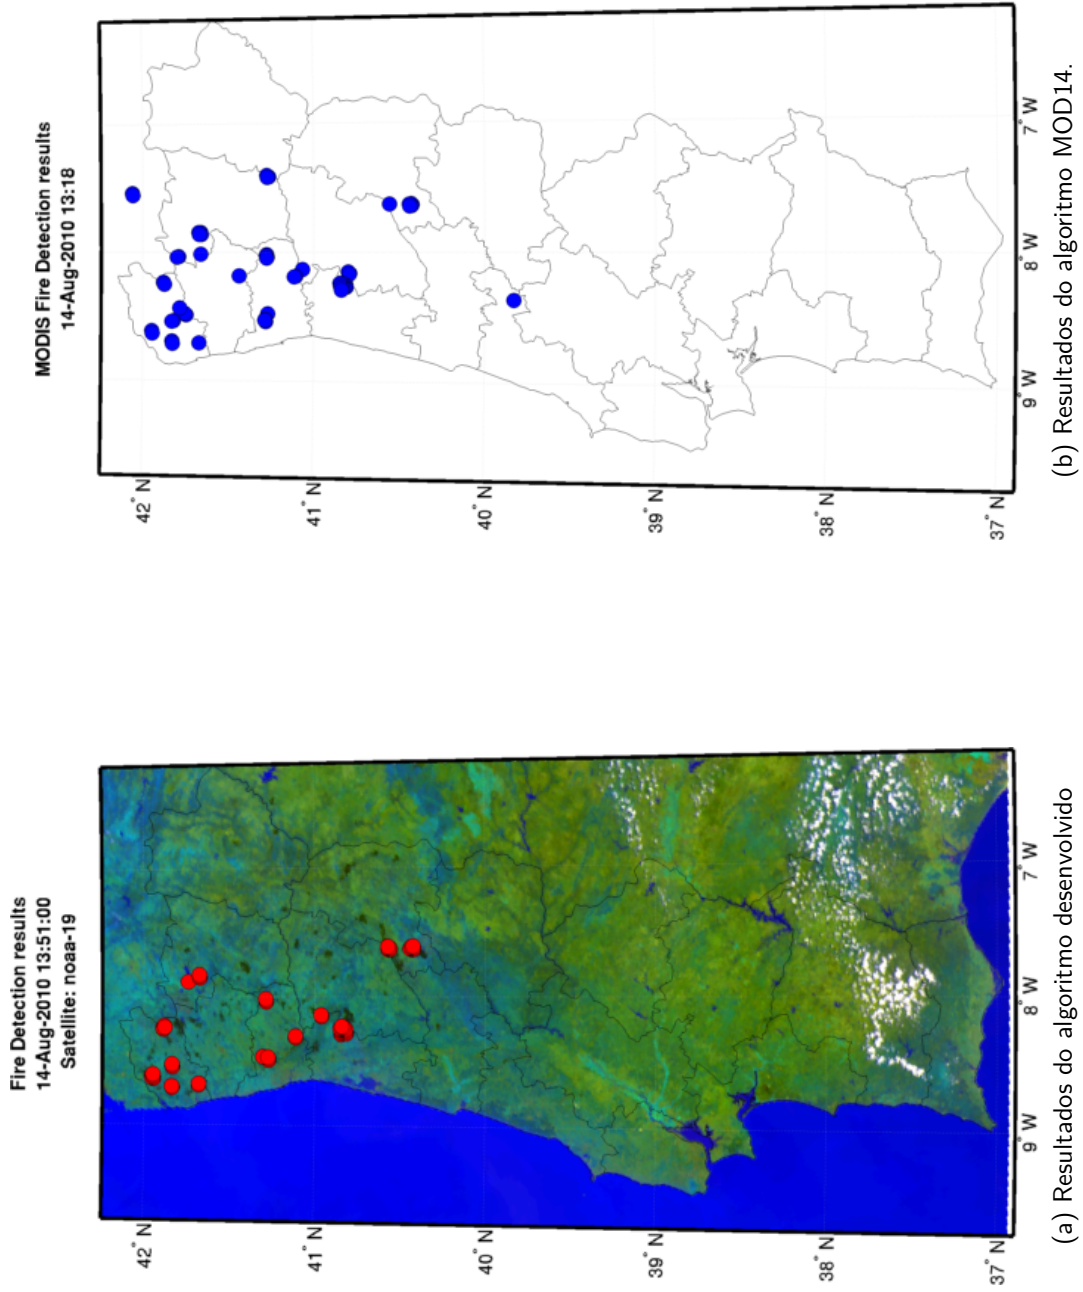 Fire Detection results
14-Aug-2010 13:51:00
Satellite: noaa-19
42° N
41° N
40° N
39° N
38° N
37° N
9° W
8° W
7° W
(a) Resultados do algoritmo desenvolvido
MODIS Fire Detection results
14-Aug-2010 13:18
42° N
41° N
40° N
39° N
38° N
37° N
9° W
8° W
7° W
(b) Resultados do algoritmo MOD14.